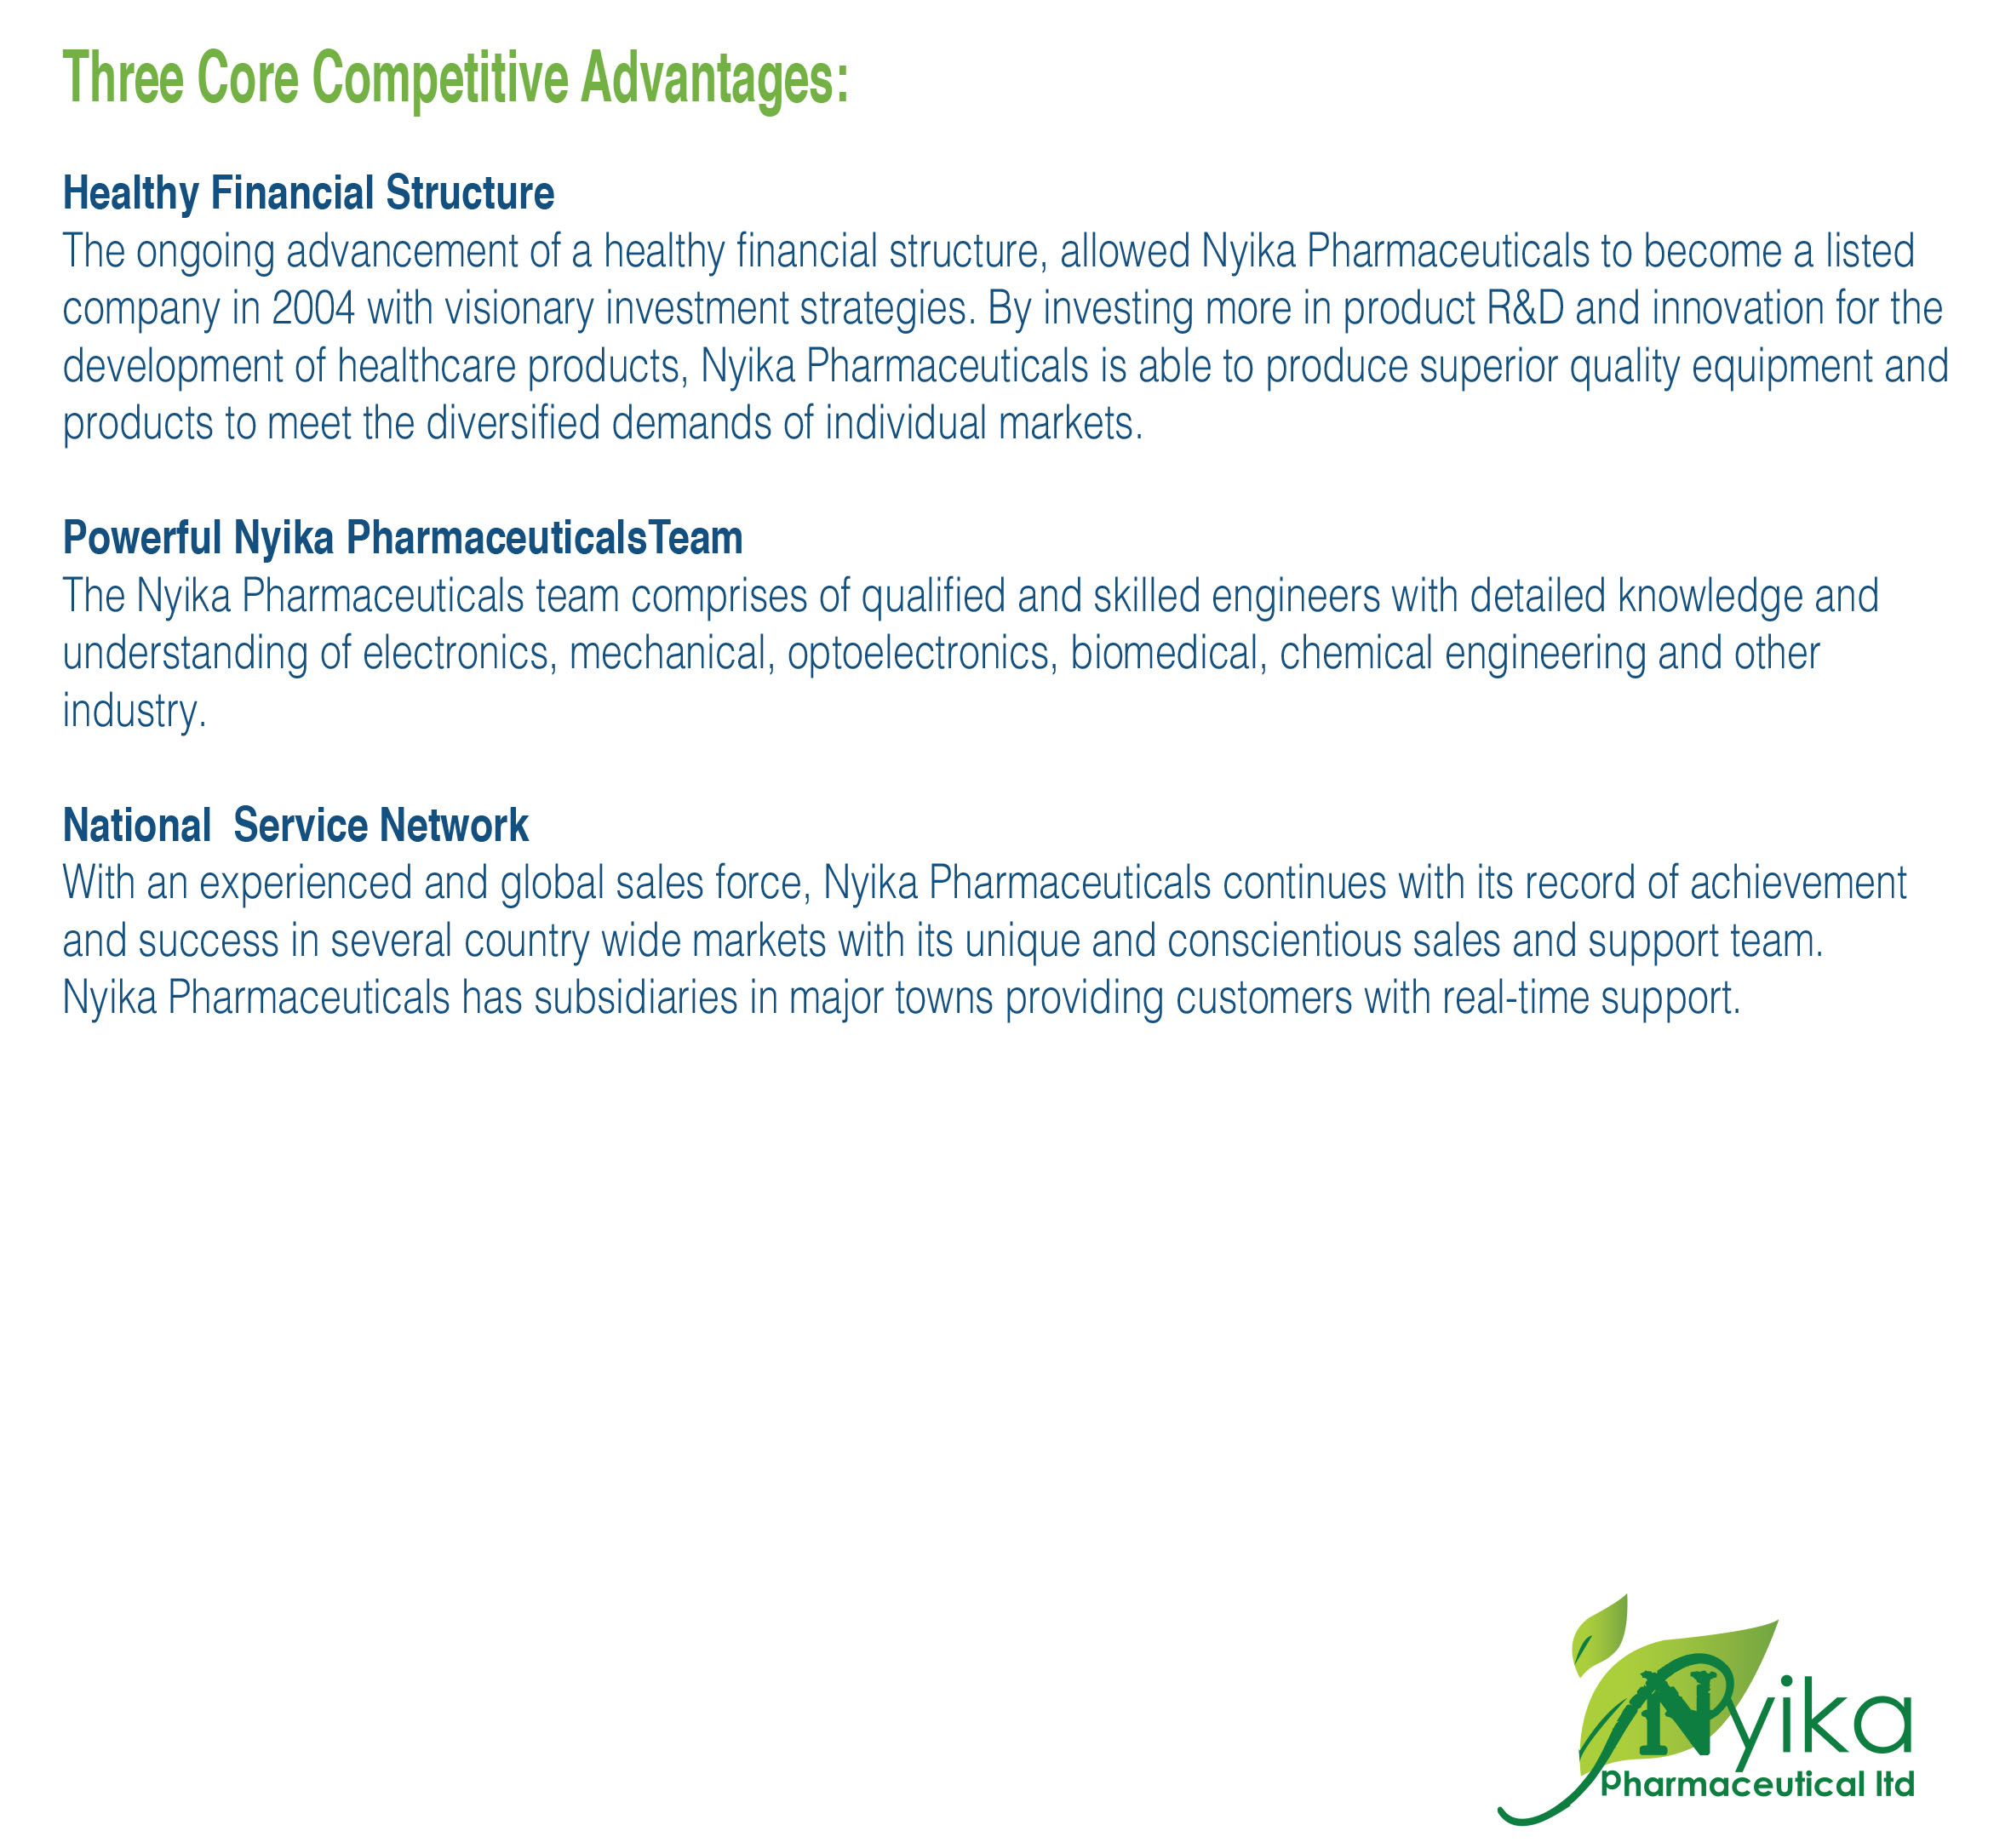 Three Core Competitive Advantages:
Healthy Financial Structure
The ongoing advancement of a healthy financial structure, allowed Nyika Pharmaceuticals to become a listed
company in 2004 with visionary investment strategies. By investing more in product R&D and innovation for the
development of healthcare products, Nyika Pharmaceuticals is able to produce superior quality equipment and
products to meet the diversified demands of individual markets.
Powerful Nyika PharmaceuticalsTeam
The Nyika Pharmaceuticals team comprises of qualified and skilled engineers with detailed knowledge and
understanding of electronics, mechanical, optoelectronics, biomedical, chemical engineering and other
industry.
National  Service Network
With an experienced and global sales force, Nyika Pharmaceuticals continues with its record of achievement
and success in several country wide markets with its unique and conscientious sales and support team.
Nyika Pharmaceuticals has subsidiaries in major towns providing customers with real-time support.
Nyika
Pharmaceutical ltd